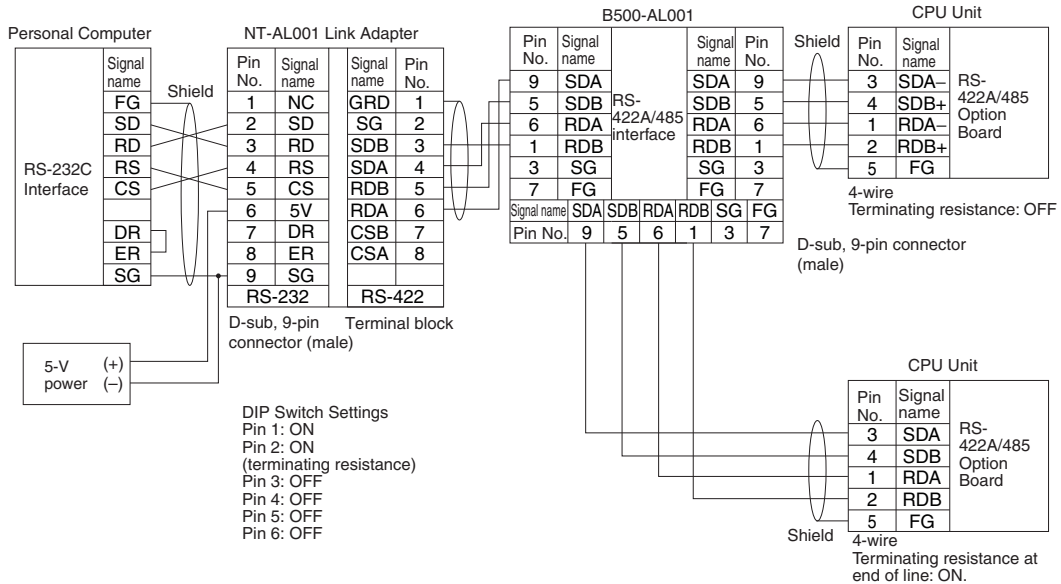 B500-AL001
CPU Unit
Personal Computer
NT-AL001 Link Adapter
Signal name
FG
SD
RD
RS
CS
DR
ER
SG
RS-232C Interface
Shield
Pin No. Signal name Signal name Pin No.
1 NC GRD 1
2 SD SG 2
3 RD SDB 3
4 RS SDA 4
5 CS RDB 5
6 5V RDA 6
7 DR CSB 7
8 ER CSA 8
9 SG
RS-232 RS-422
D-sub, 9-pin connector (male)
Terminal block
5-V power (+) (–)
DIP Switch Settings
Pin 1: ON
Pin 2: ON
(terminating resistance)
Pin 3: OFF
Pin 4: OFF
Pin 5: OFF
Pin 6: OFF
Pin No. Signal name Signal name Pin No.
9 SDA SDA 9
5 SDB SDB 5
6 RDA RDA 6
1 RDB RDB 1
3 SG SG 3
7 FG FG 7
RS-422A/485 interface
Signal name SDA SDB RDA RDB SG FG
Pin No. 9 5 6 1 3 7
Shield
Pin No. Signal name
3 SDA–
4 SDB+
1 RDA–
2 RDB+
5 FG
RS-422A/485 Option Board
4-wire
Terminating resistance: OFF
D-sub, 9-pin connector
(male)
CPU Unit
Pin No. Signal name
3 SDA
4 SDB
1 RDA
2 RDB
5 FG
RS-422A/485 Option Board
Shield
4-wire
Terminating resistance at
end of line: ON.